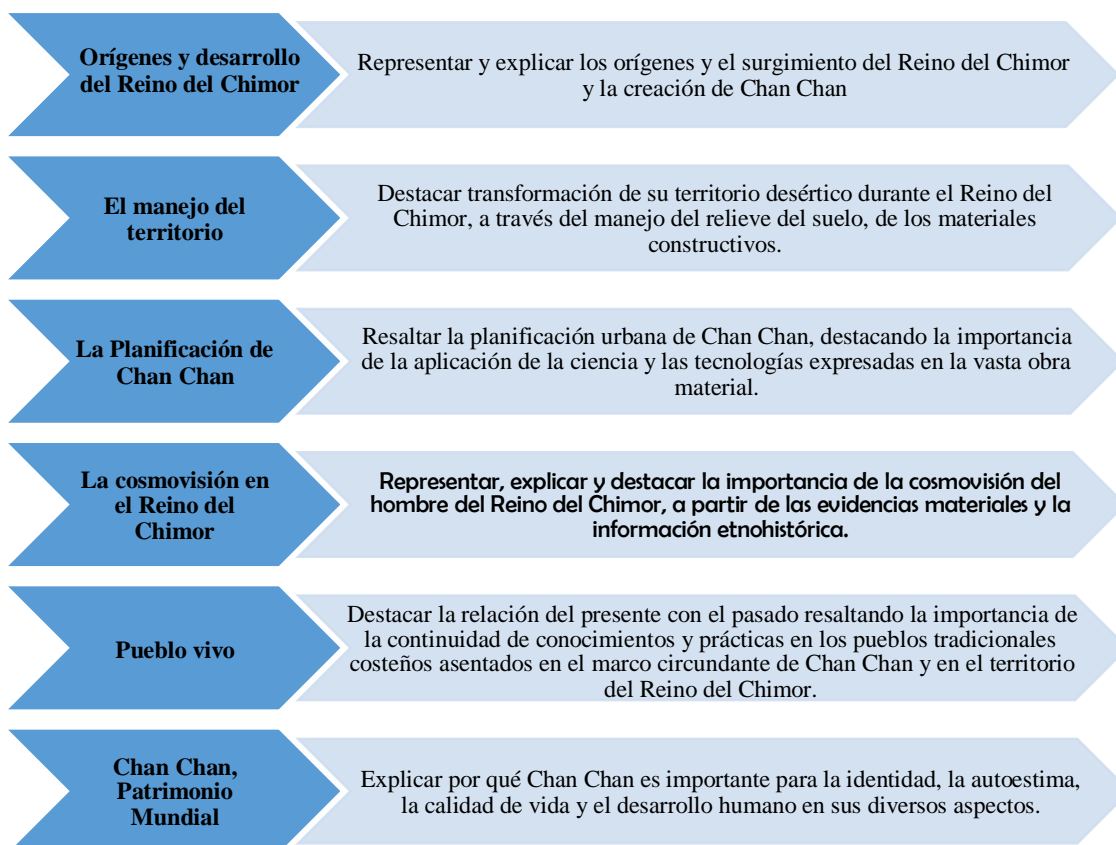 Orígenes y desarrollo
del Reino del Chimor
Representar y explicar los orígenes y el surgimiento del Reino del Chimor
y la creación de Chan Chan
El manejo del
territorio
Destacar transformación de su territorio desértico durante el Reino del
Chimor, a través del manejo del relieve del suelo, de los materiales
constructivos.
La Planificación de
Chan Chan
Resaltar la planificación urbana de Chan Chan, destacando la importancia
de la aplicación de la ciencia y las tecnologías expresadas en la vasta obra
material.
La cosmovisión en
el Reino del
Chimor
Representar, explicar y destacar la importancia de la cosmovisión del
hombre del Reino del Chimor, a partir de las evidencias materiales y la
información etnohistórica.
Pueblo vivo
Destacar la relación del presente con el pasado resaltando la importancia de
la continuidad de conocimientos y prácticas en los pueblos tradicionales
costeños asentados en el marco circundante de Chan Chan y en el territorio
del Reino del Chimor.
Chan Chan,
Patrimonio
Mundial
Explicar por qué Chan Chan es importante para la identidad, la autoestima,
la calidad de vida y el desarrollo humano en sus diversos aspectos.